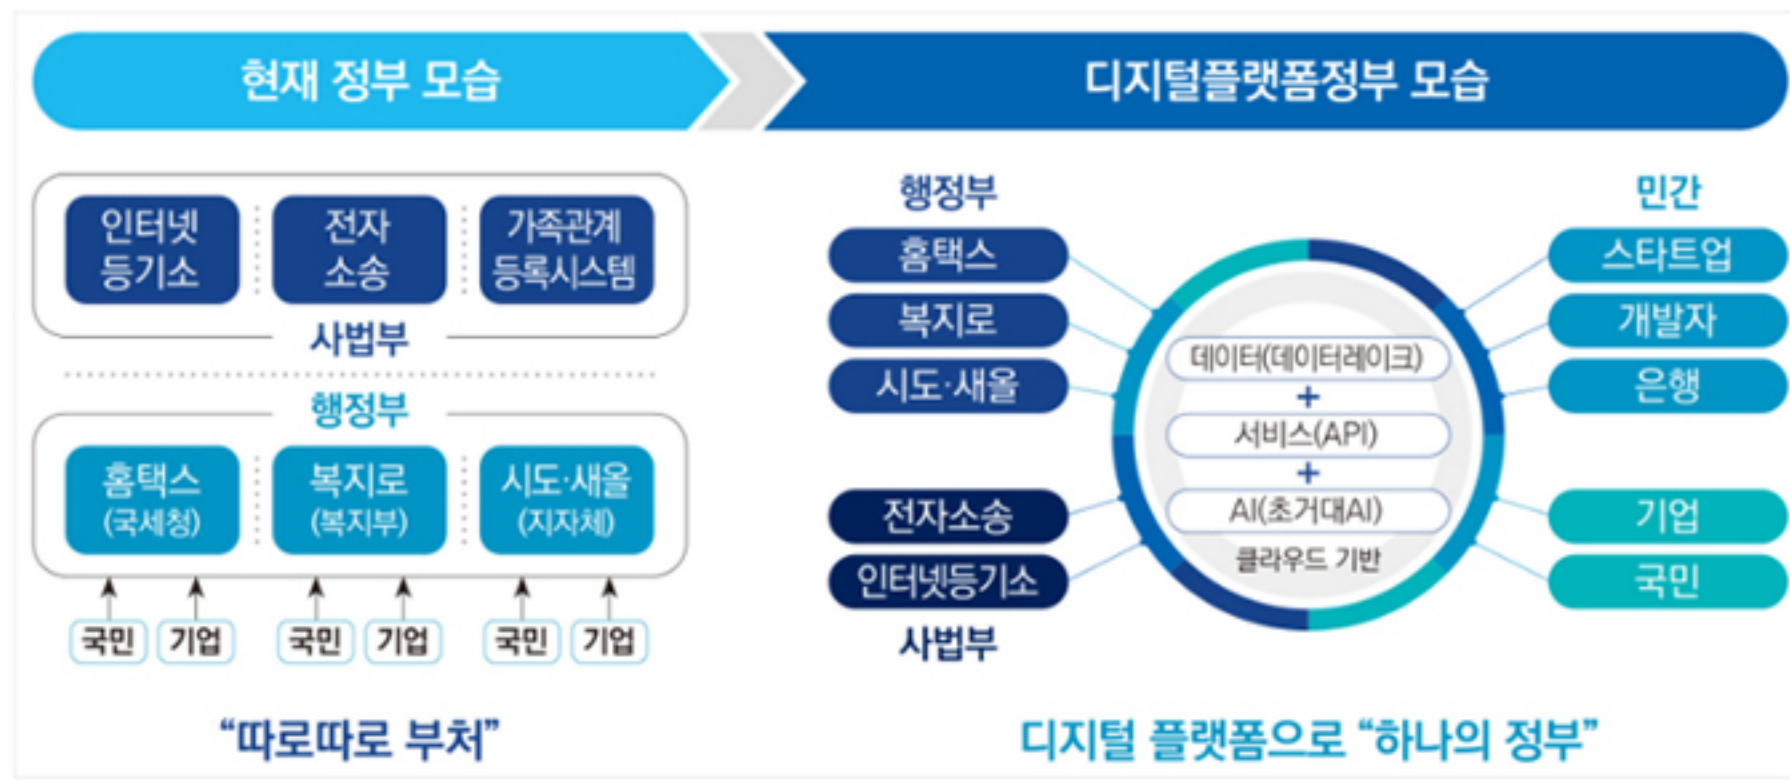 현재 정부 모습
인터넷
등기소
전자
소송
가족관계
등록시스템
사법부
행정부
홈택스
(국세청)
복지로
(복지부)
시도·새올
(지자체)
국민
기업
국민
기업
국민
기업
“따로따로 부처”
디지털플랫폼정부 모습
행정부
홈택스
복지로
시도·새올
전자소송
인터넷등기소
사법부
데이터(데이터레이크)
+
서비스(API)
+
AI(초거대AI)
클라우드 기반
민간
스타트업
개발자
은행
기업
국민
디지털 플랫폼으로 “하나의 정부”